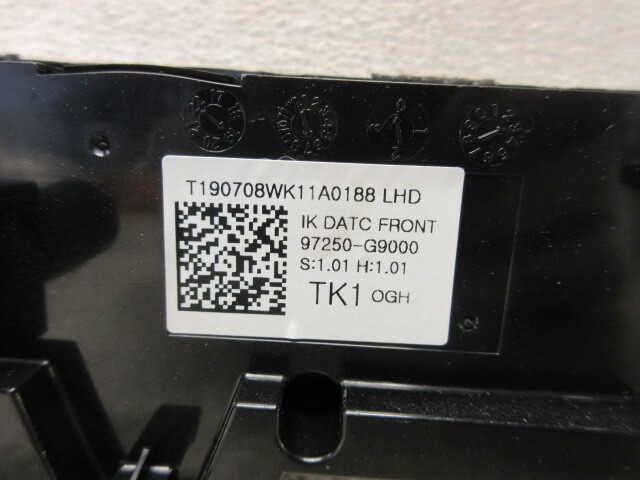 T190708WK11A0188 LHD
IK DATC FRONT
97250-G9000
S:1.01 H:1.01
TK1 OGH